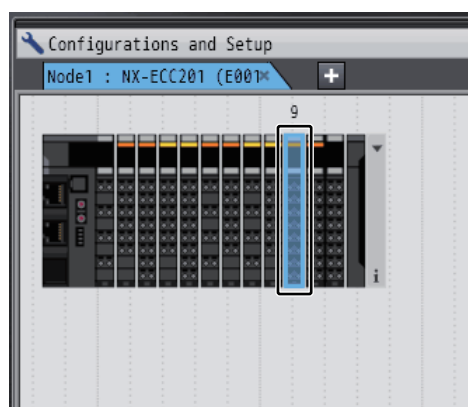 Configurations and Setup
Node1 : NX-ECC201 (E001
9
i